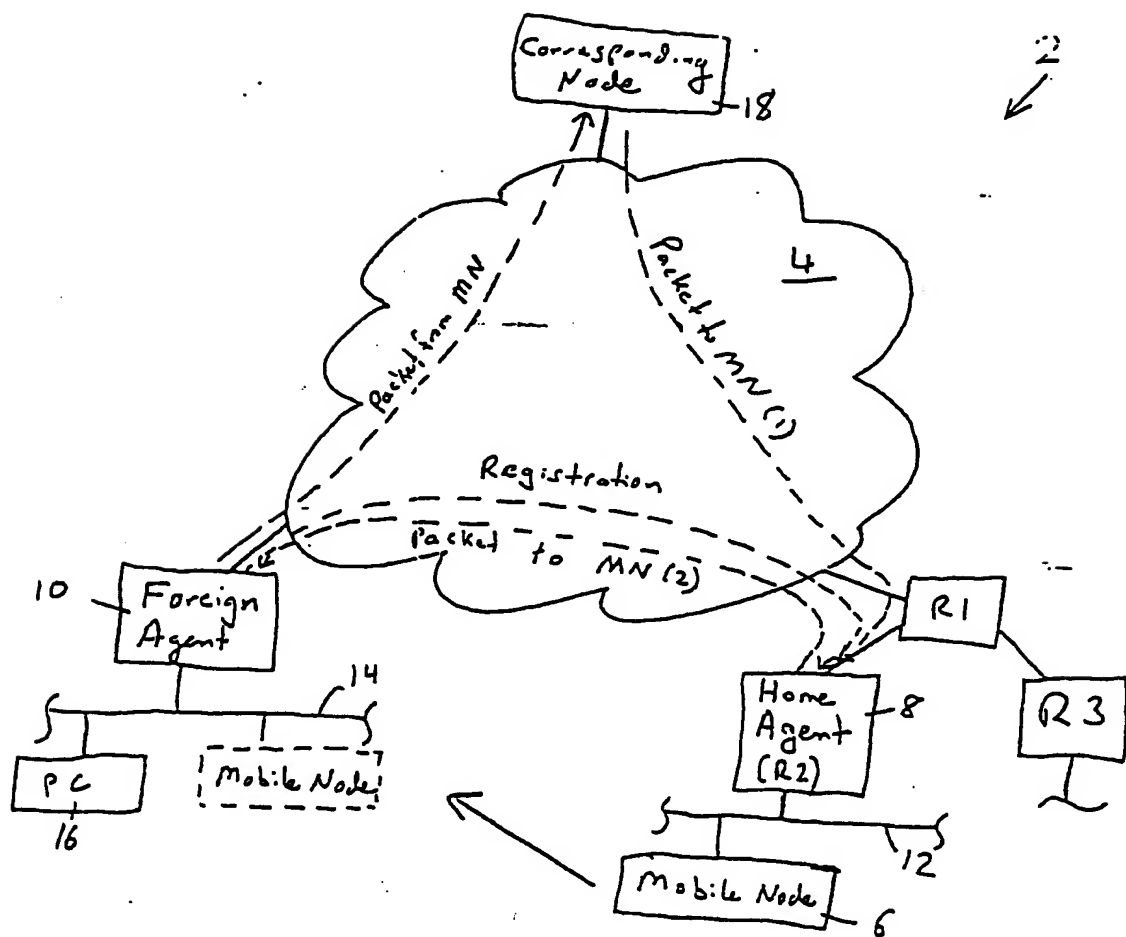 Corresponding
Node
18
2
4
Packet from MN
Packet to MN (1)
Registration
Packet to MN (2)
10
Foreign
Agent
R1
14
Home
Agent
(R2)
8
R3
PC
16
Mobile Node
12
Mobile Node
6